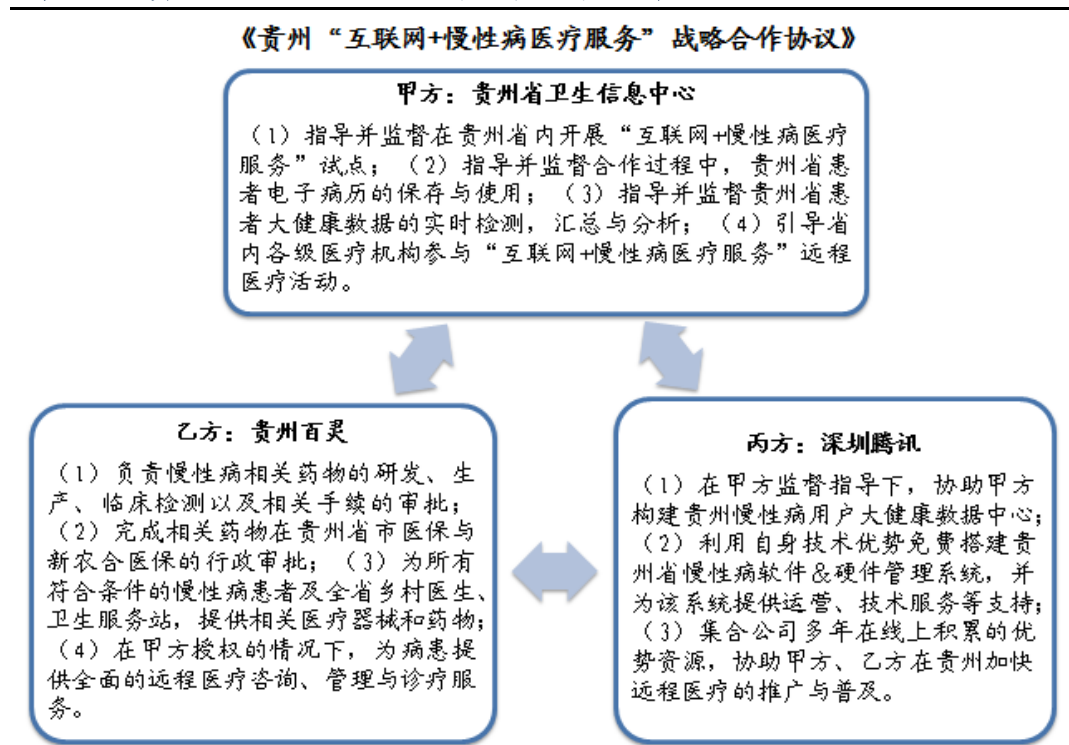 《贵州“互联网+慢性病医疗服务”战略合作协议》
甲方：贵州省卫生信息中心
（1）指导并监督在贵州省内开展“互联网+慢性病医疗
服务”试点；（2）指导并监督合作过程中，贵州省患
者电子病历的保存与使用；（3）指导并监督贵州省患
者大健康数据的实时检测，汇总与分析；（4）引导省
内各级医疗机构参与“互联网+慢性病医疗服务”远程
医疗活动。
乙方：贵州百灵
（1）负责慢性病相关药物的研发、生
产、临床检测以及相关手续的审批；
（2）完成相关药物在贵州省市医保与
新农合医保的行政审批；（3）为所有
符合条件的慢性病患者及全省乡村医生、
卫生服务站，提供相关医疗器械和药物；
（4）在甲方授权的情况下，为病患提
供全面的远程医疗咨询、管理与诊疗服
务。
丙方：深圳腾讯
（1）在甲方监督指导下，协助甲方
构建贵州慢性病用户大健康数据中心；
（2）利用自身技术优势免费搭建贵
州省慢性病软件&硬件管理系统，并
为该系统提供运营、技术服务等支持；
（3）集合公司多年在线上积累的优
势资源，协助甲方、乙方在贵州加快
远程医疗的推广与普及。